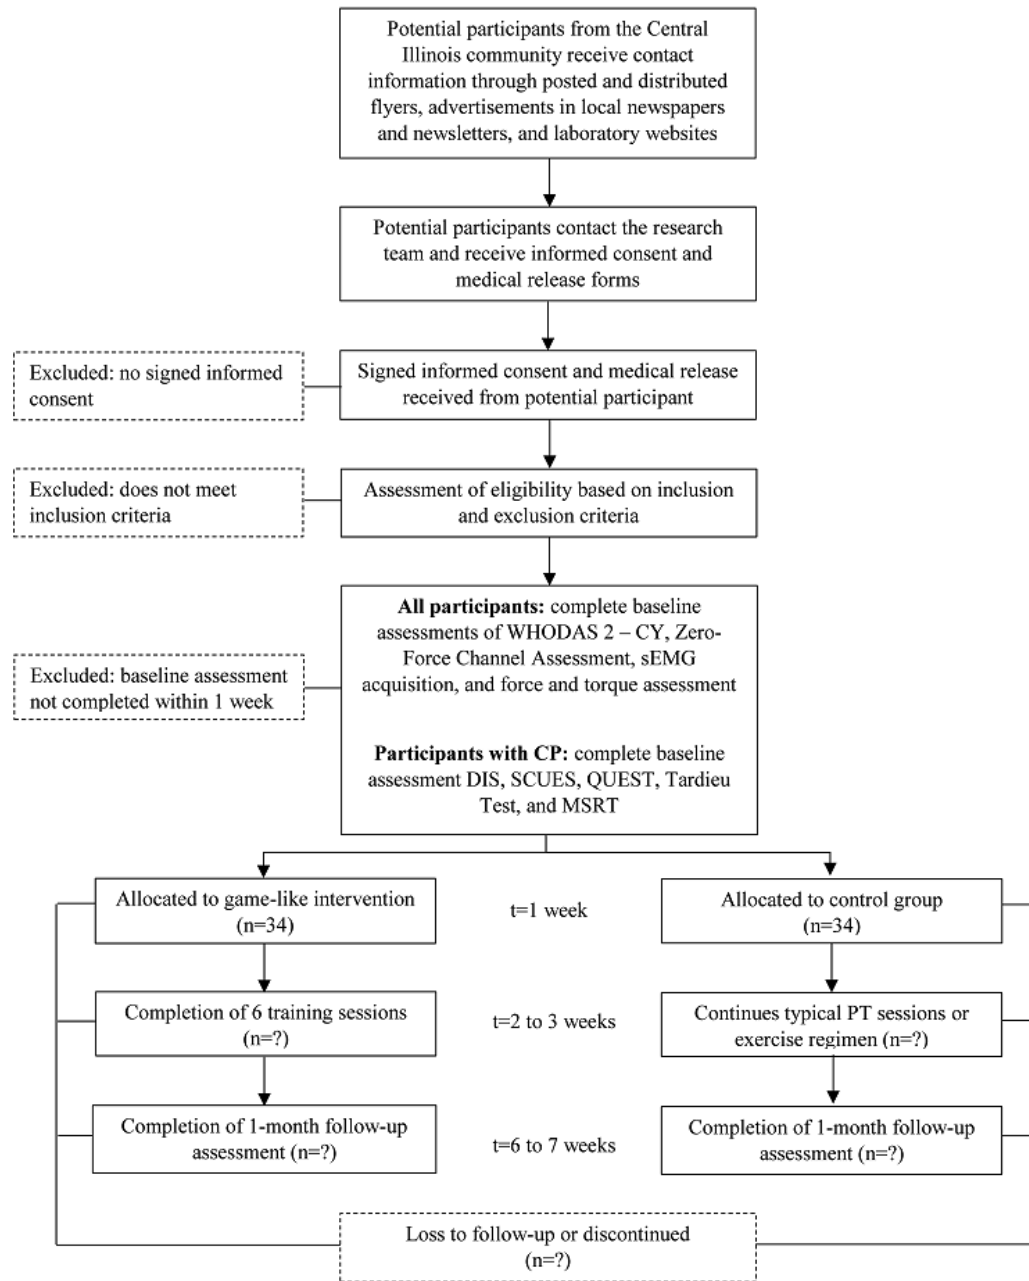 Potential participants from the Central
Illinois community receive contact
information through posted and distributed
flyers, advertisements in local newspapers
and newsletters, and laboratory websites
Potential participants contact the research
team and receive informed consent and
medical release forms
Excluded: no signed informed
consent
Signed informed consent and medical release
received from potential participant
Excluded: does not meet
inclusion criteria
Assessment of eligibility based on inclusion
and exclusion criteria
Excluded: baseline assessment
not completed within 1 week
All participants: complete baseline
assessments of WHODAS 2 – CY, Zero-
Force Channel Assessment, sEMG
acquisition, and force and torque assessment
Participants with CP: complete baseline
assessment DIS, SCUES, QUEST, Tardieu
Test, and MSRT
Allocated to game-like intervention
(n=34)
t=1 week
Allocated to control group
(n=34)
Completion of 6 training sessions
(n=?)
t=2 to 3 weeks
Continues typical PT sessions or
exercise regimen (n=?)
Completion of 1-month follow-up
assessment (n=?)
t=6 to 7 weeks
Completion of 1-month follow-up
assessment (n=?)
Loss to follow-up or discontinued
(n=?)